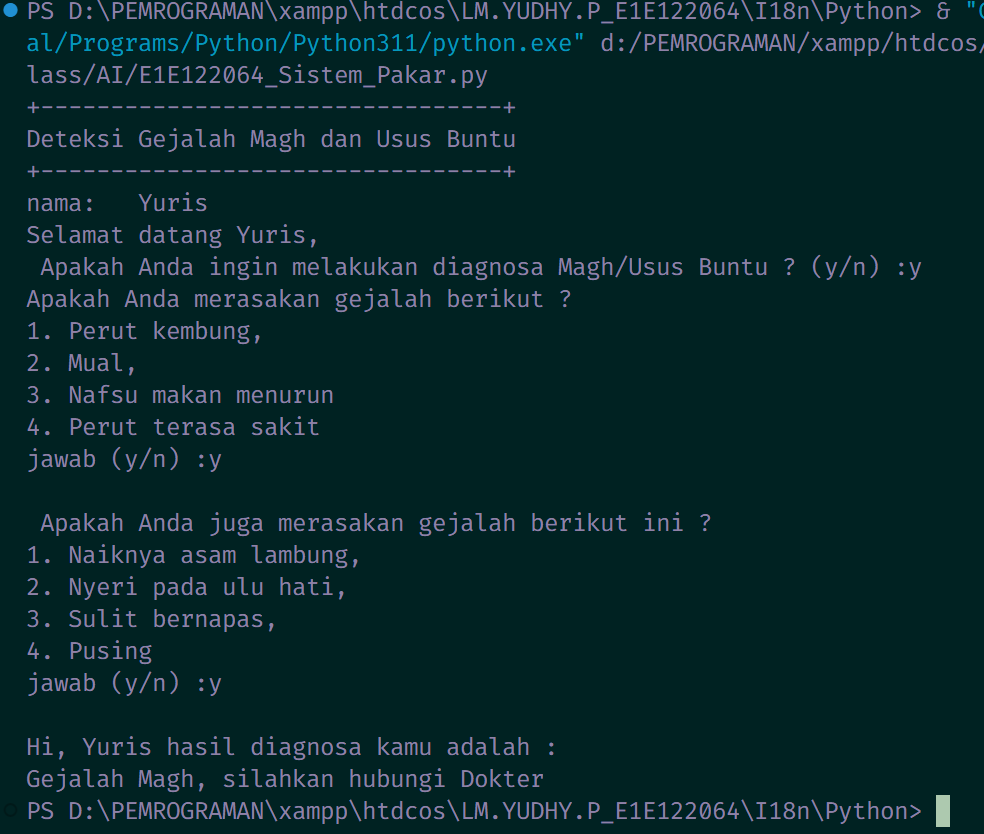 PS D:\PEMROGRAMAN\xampp\htdcos\LM.YUDHY.P_E1E122064\I18n\Python> & "
al/Programs/Python/Python311/python.exe" d:/PEMROGRAMAN/xampp/htdcos/
lass/AI/E1E122064_Sistem_Pakar.py
+---------------------------------+
Deteksi Gejalah Magh dan Usus Buntu
+---------------------------------+
nama:   Yuris
Selamat datang Yuris,
 Apakah Anda ingin melakukan diagnosa Magh/Usus Buntu ? (y/n) :y
Apakah Anda merasakan gejalah berikut ?
1. Perut kembung,
2. Mual,
3. Nafsu makan menurun
4. Perut terasa sakit
jawab (y/n) :y

 Apakah Anda juga merasakan gejalah berikut ini ?
1. Naiknya asam lambung,
2. Nyeri pada ulu hati,
3. Sulit bernapas,
4. Pusing
jawab (y/n) :y

Hi, Yuris hasil diagnosa kamu adalah :
Gejalah Magh, silahkan hubungi Dokter
PS D:\PEMROGRAMAN\xampp\htdcos\LM.YUDHY.P_E1E122064\I18n\Python>